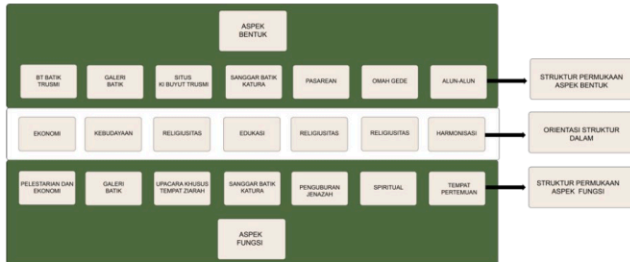 ASPEK
BENTUK
BT BATIK
TRUSMI
GALERI
BATIK
SITUS
KI BUYUT TRUSMI
SANGGAR BATIK
KATURA
PASAREAN
OMAH GEDE
ALUN-ALUN
STRUKTUR PERMUKAAN
ASPEK BENTUK
EKONOMI
KEBUDAYAAN
RELIGIUSITAS
EDUKASI
RELIGIUSITAS
RELIGIUSITAS
HARMONISASI
ORIENTASI STRUKTUR
DALAM
PELESTARIAN DAN
EKONOMI
GALERI
BATIK
UPACARA KHUSUS
TEMPAT ZIARAH
SANGGAR BATIK
KATURA
PENGUBURAN
JENAZAH
SPIRITUAL
TEMPAT
PERTEMUAN
STRUKTUR PERMUKAAN
ASPEK FUNGSI
ASPEK
FUNGSI